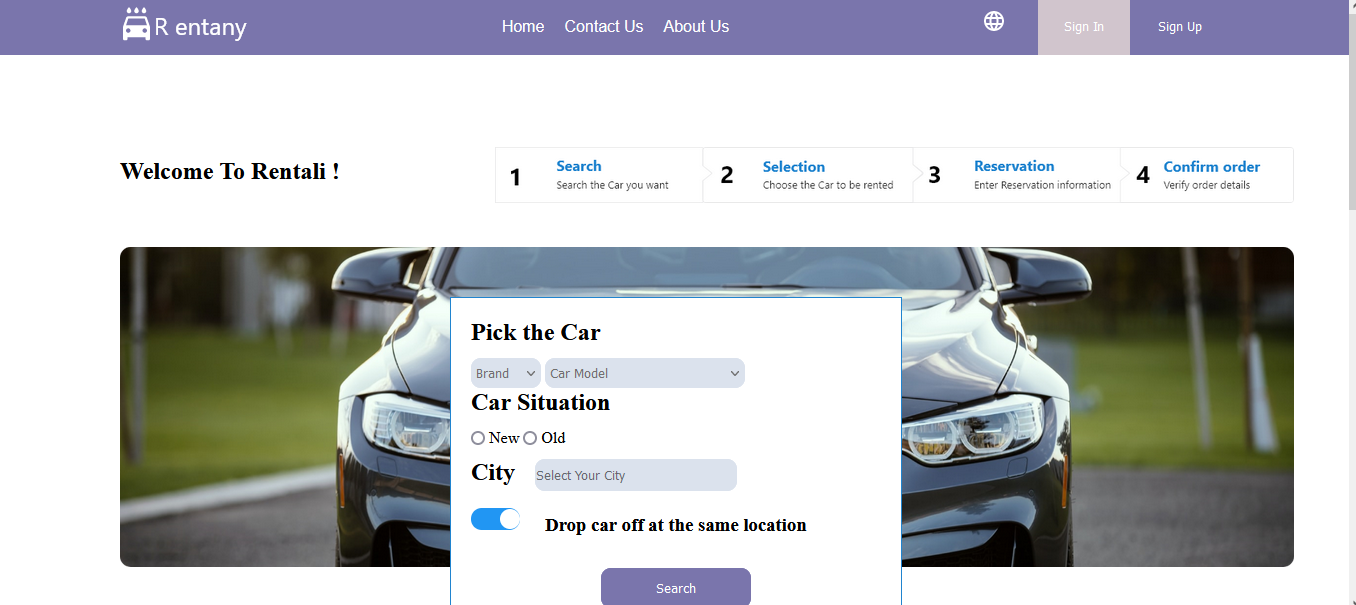 R entany
Home Contact Us About Us
Sign In Sign Up
Welcome To Rentali !
1 Search
Search the Car you want
2 Selection
Choose the Car to be rented
3 Reservation
Enter Reservation information
4 Confirm order
Verify order details
Pick the Car
Brand Car Model
Car Situation
New Old
City Select Your City
Drop car off at the same location
Search